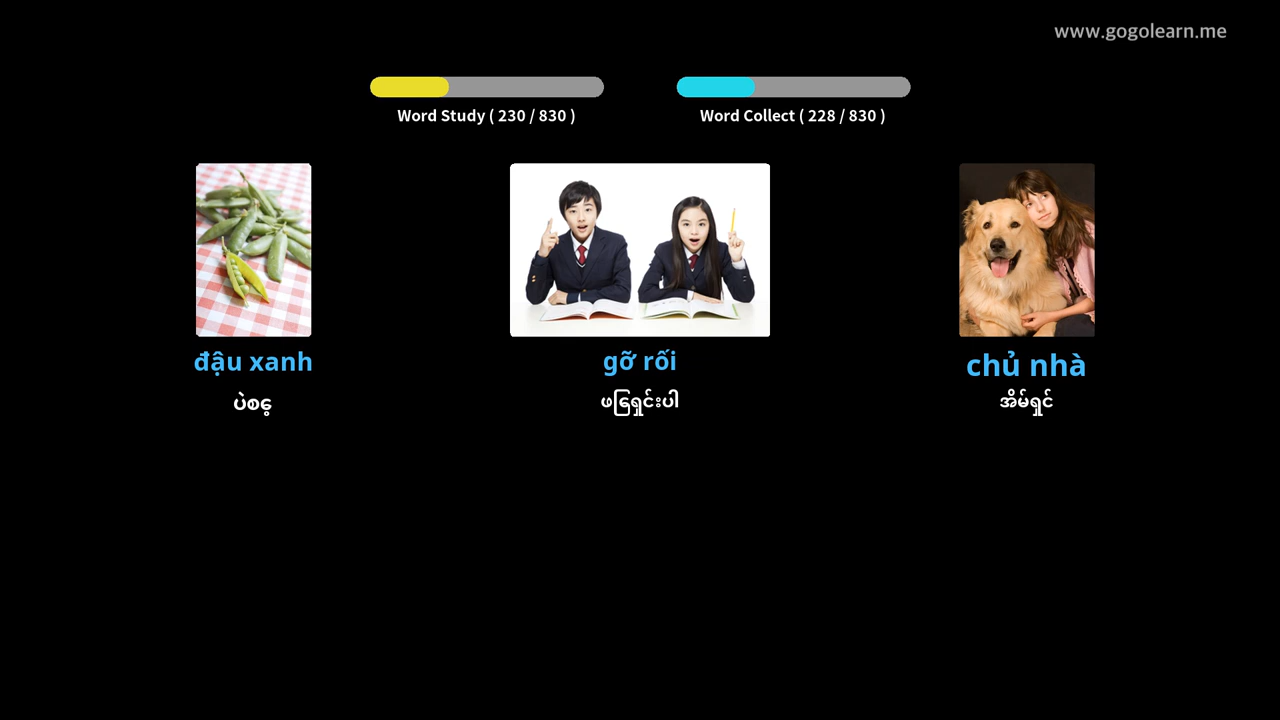 www.gogolearn.me
Word Study ( 230 / 830 )
Word Collect ( 228 / 830 )
đậu xanh
gỡ rối
chủ nhà
ပဲစေ့
ဖြေရှင်းပါ
အိမ်ရှင်